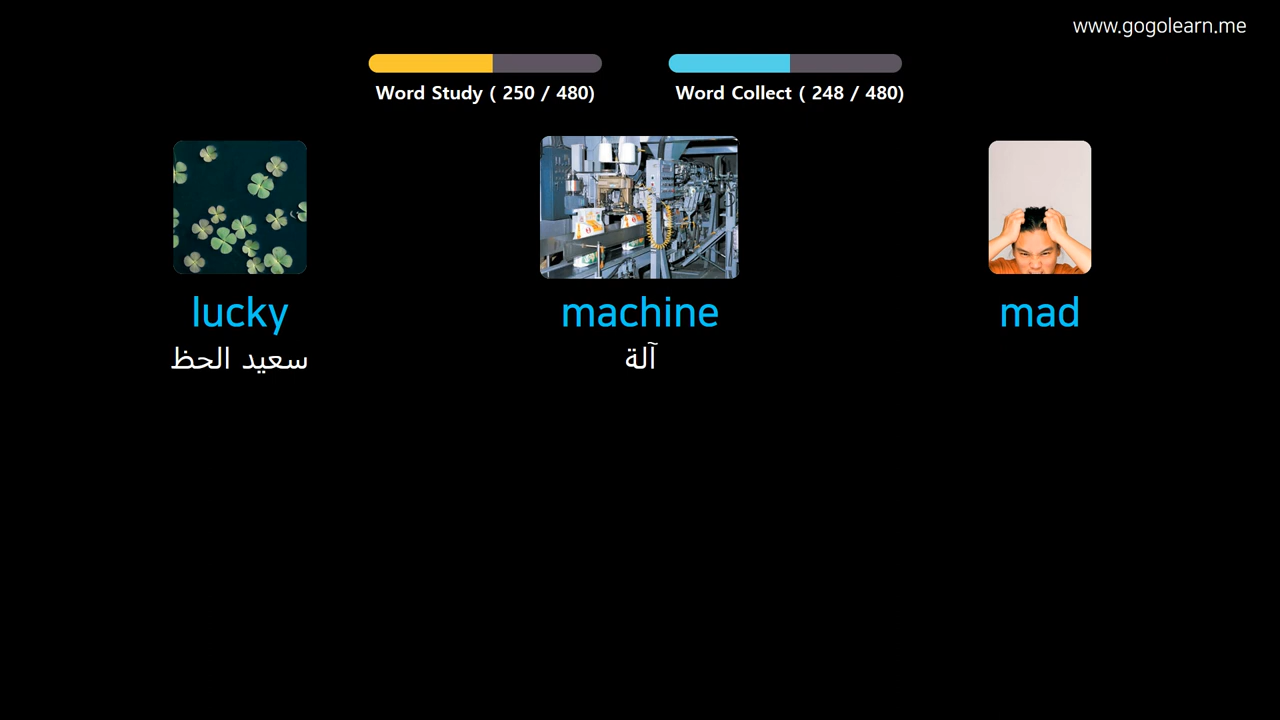 www.gogolearn.me
Word Study ( 250 / 480)
Word Collect ( 248 / 480)
lucky
machine
mad
سعيد الحظ
آلة